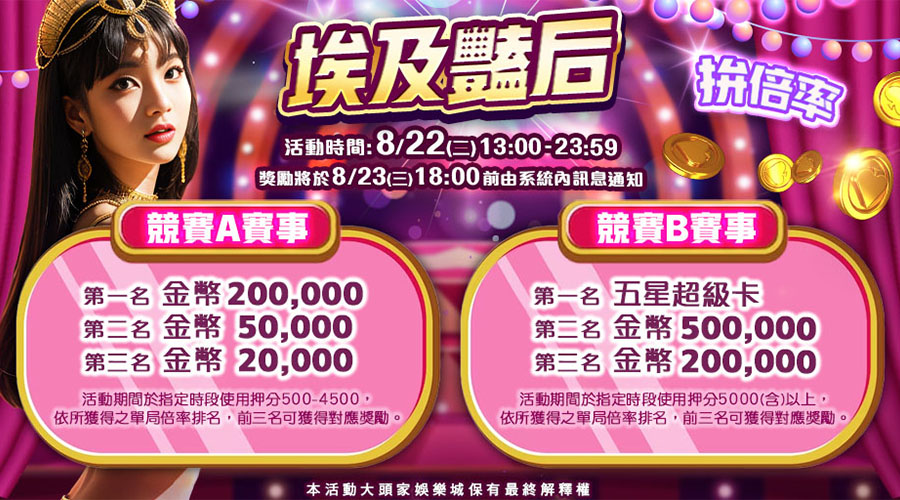 埃及豔后
拚倍率
活動時間:8/22(二)13:00-23:59
獎勵將於8/23(三)18:00前由系統內訊息通知
競賽A賽事
第一名 金幣 200,000
第二名 金幣 50,000
第三名 金幣 20,000
活動期間於指定時段使用押分500-4500，
依所獲得之單局倍率排名，前三名可獲得對應獎勵。
競賽B賽事
第一名 五星超級卡
第二名 金幣 500,000
第三名 金幣 200,000
活動期間於指定時段使用押分5000(含)以上，
依所獲得之單局倍率排名，前三名可獲得對應獎勵。
本活動大頭家娛樂城保有最終解釋權